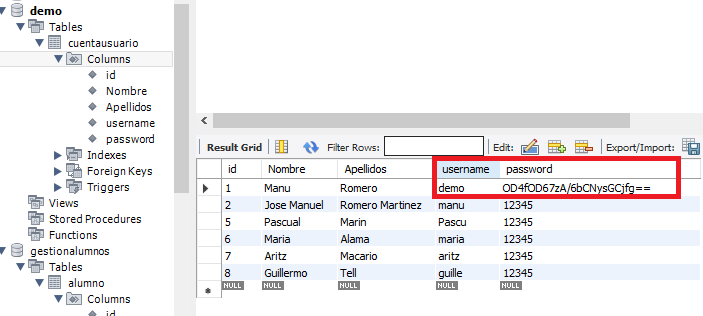 demo
Tables
cuentausuario
Columns
id
Nombre
Apellidos
username
password
Indexes
Foreign Keys
Triggers
Views
Stored Procedures
Functions
gestionalumnos
Tables
alumno
Columns
id
Result Grid Filter Rows: Edit: Export/Import:
id Nombre Apellidos username password
1 Manu Romero demo OD4fOD67zA/6bCNysGCjfg==
2 Jose Manuel Romero Martinez manu 12345
5 Pascual Marin Pascu 12345
6 Maria Alama maria 12345
7 Aritz Macario aritz 12345
8 Guillermo Tell guille 12345
NULL NULL NULL NULL NULL